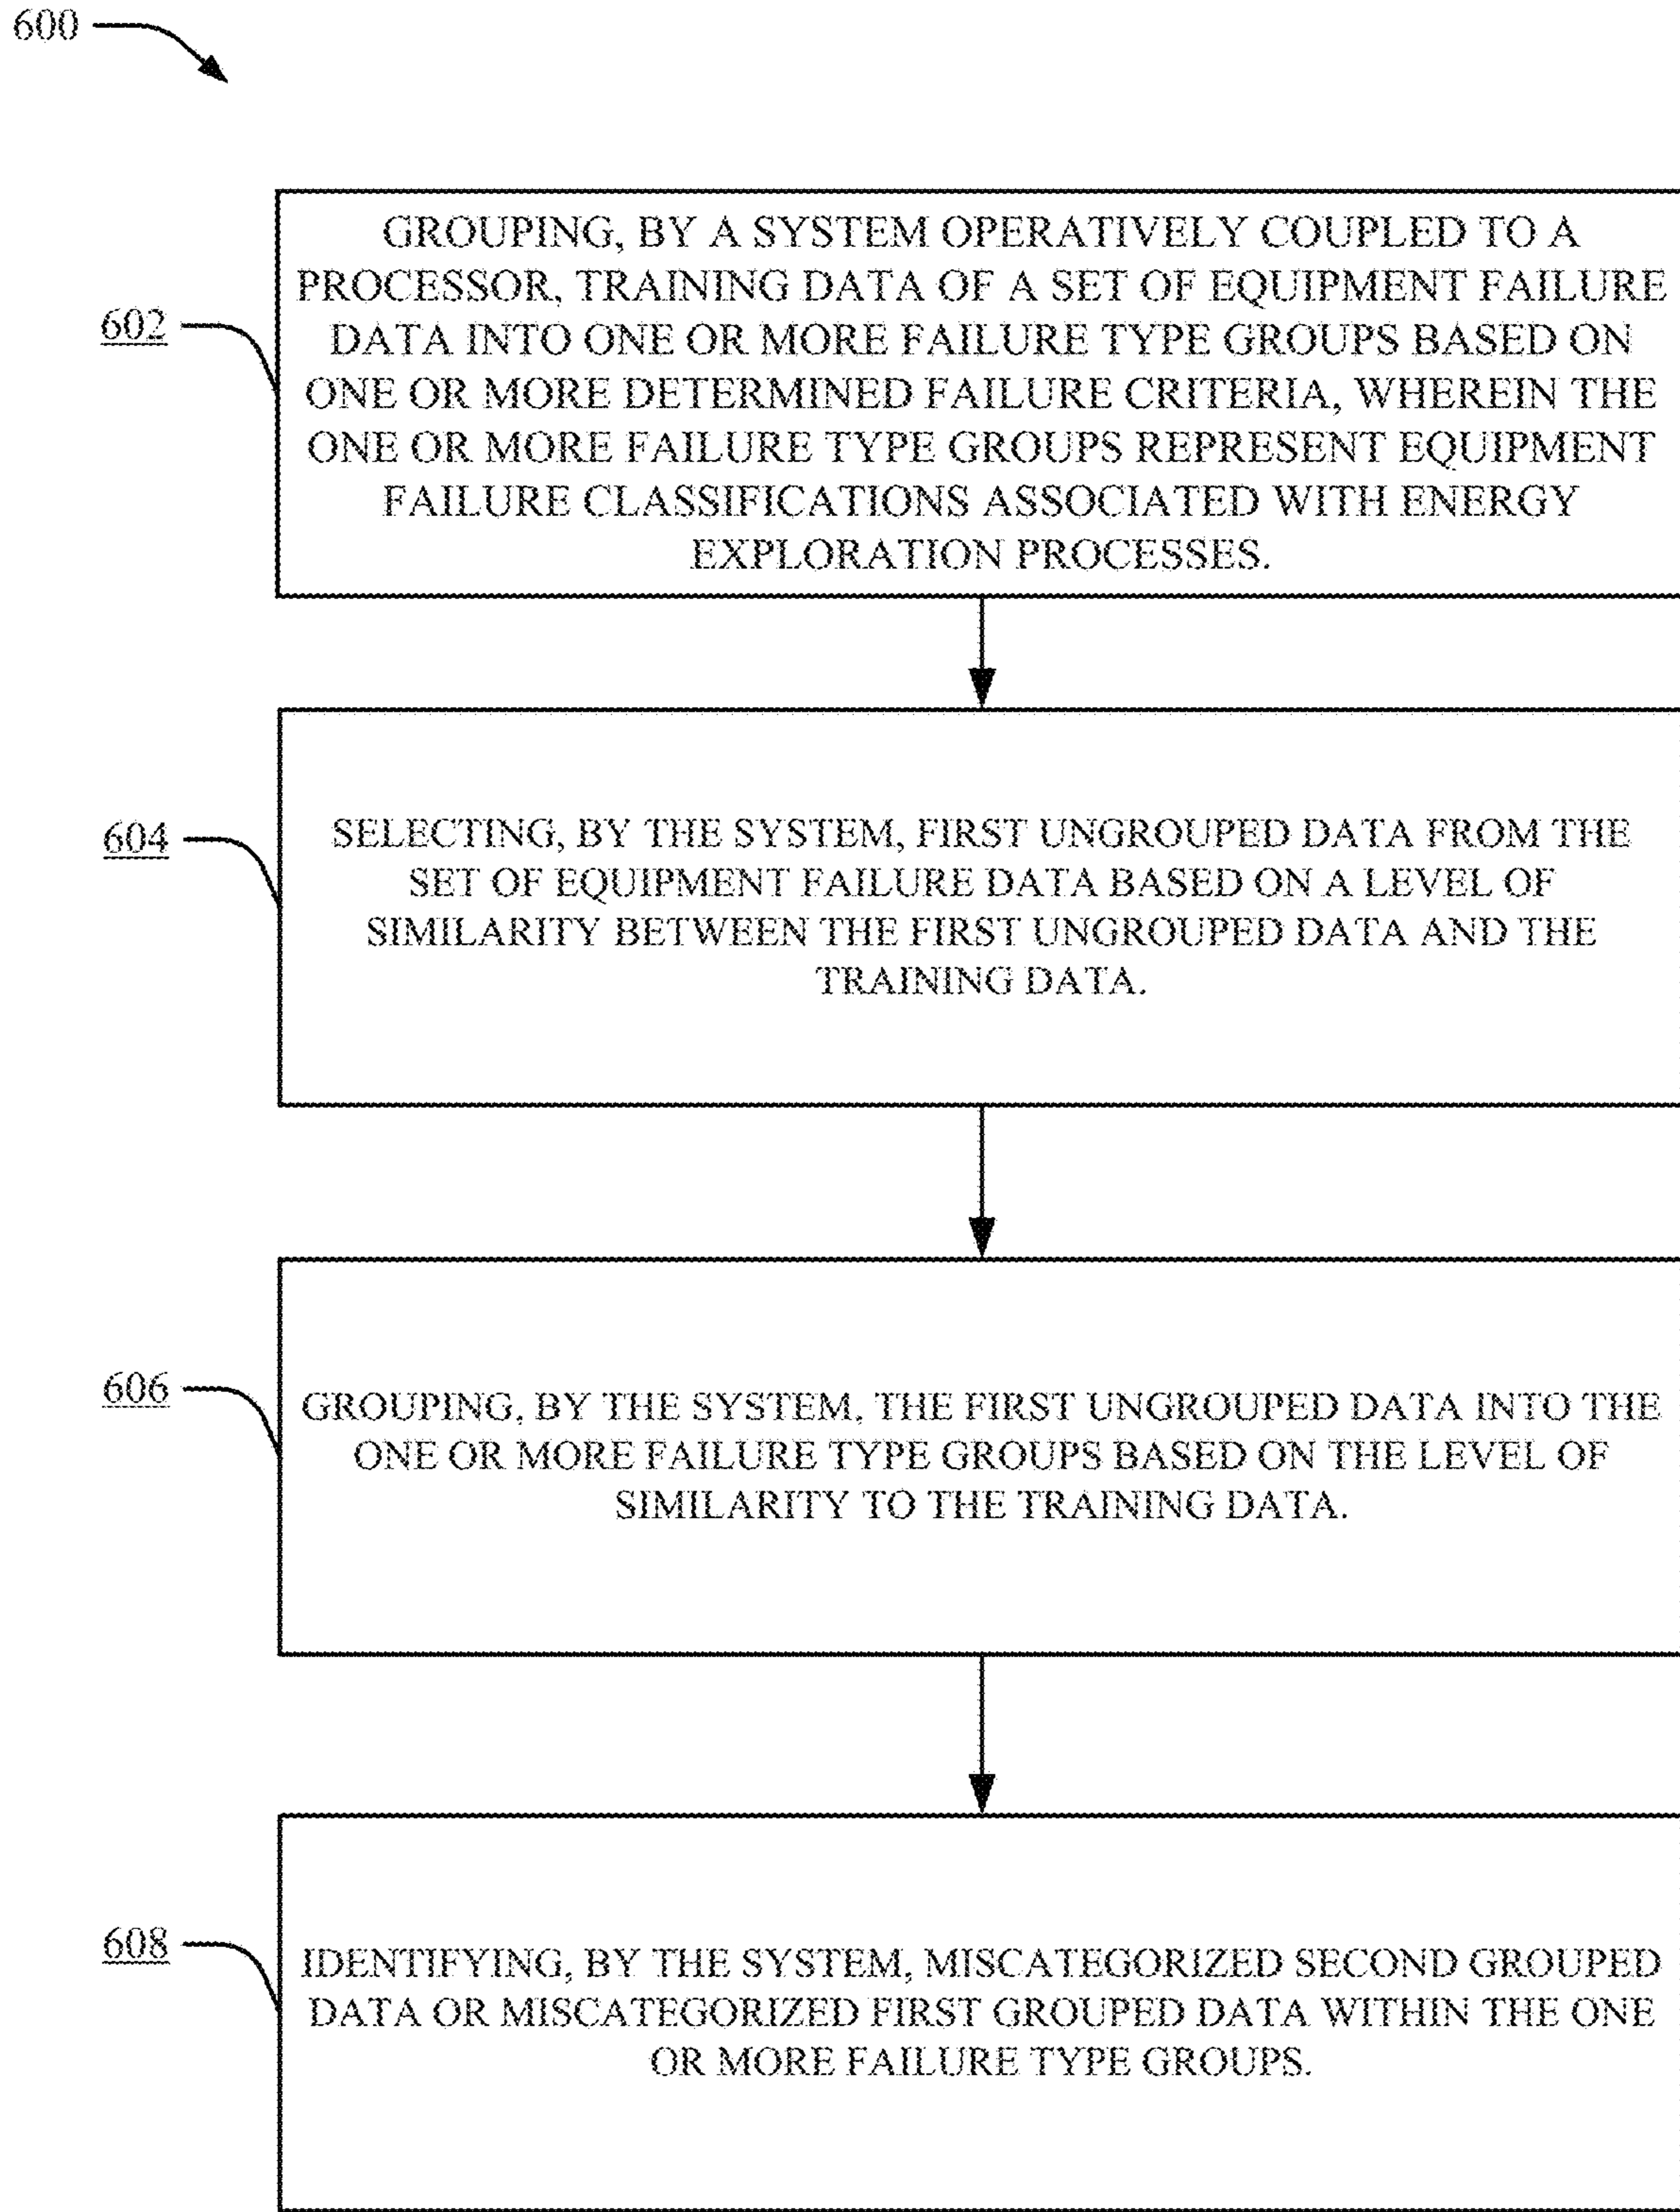 600
602
GROUPING, BY A SYSTEM OPERATIVELY COUPLED TO A
PROCESSOR, TRAINING DATA OF A SET OF EQUIPMENT FAILURE
DATA INTO ONE OR MORE FAILURE TYPE GROUPS BASED ON
ONE OR MORE DETERMINED FAILURE CRITERIA, WHEREIN THE
ONE OR MORE FAILURE TYPE GROUPS REPRESENT EQUIPMENT
FAILURE CLASSIFICATIONS ASSOCIATED WITH ENERGY
EXPLORATION PROCESSES.
604
SELECTING, BY THE SYSTEM, FIRST UNGROUPED DATA FROM THE
SET OF EQUIPMENT FAILURE DATA BASED ON A LEVEL OF
SIMILARITY BETWEEN THE FIRST UNGROUPED DATA AND THE
TRAINING DATA.
606
GROUPING, BY THE SYSTEM, THE FIRST UNGROUPED DATA INTO THE
ONE OR MORE FAILURE TYPE GROUPS BASED ON THE LEVEL OF
SIMILARITY TO THE TRAINING DATA.
608
IDENTIFYING, BY THE SYSTEM, MISCATEGORIZED SECOND GROUPED
DATA OR MISCATEGORIZED FIRST GROUPED DATA WITHIN THE ONE
OR MORE FAILURE TYPE GROUPS.